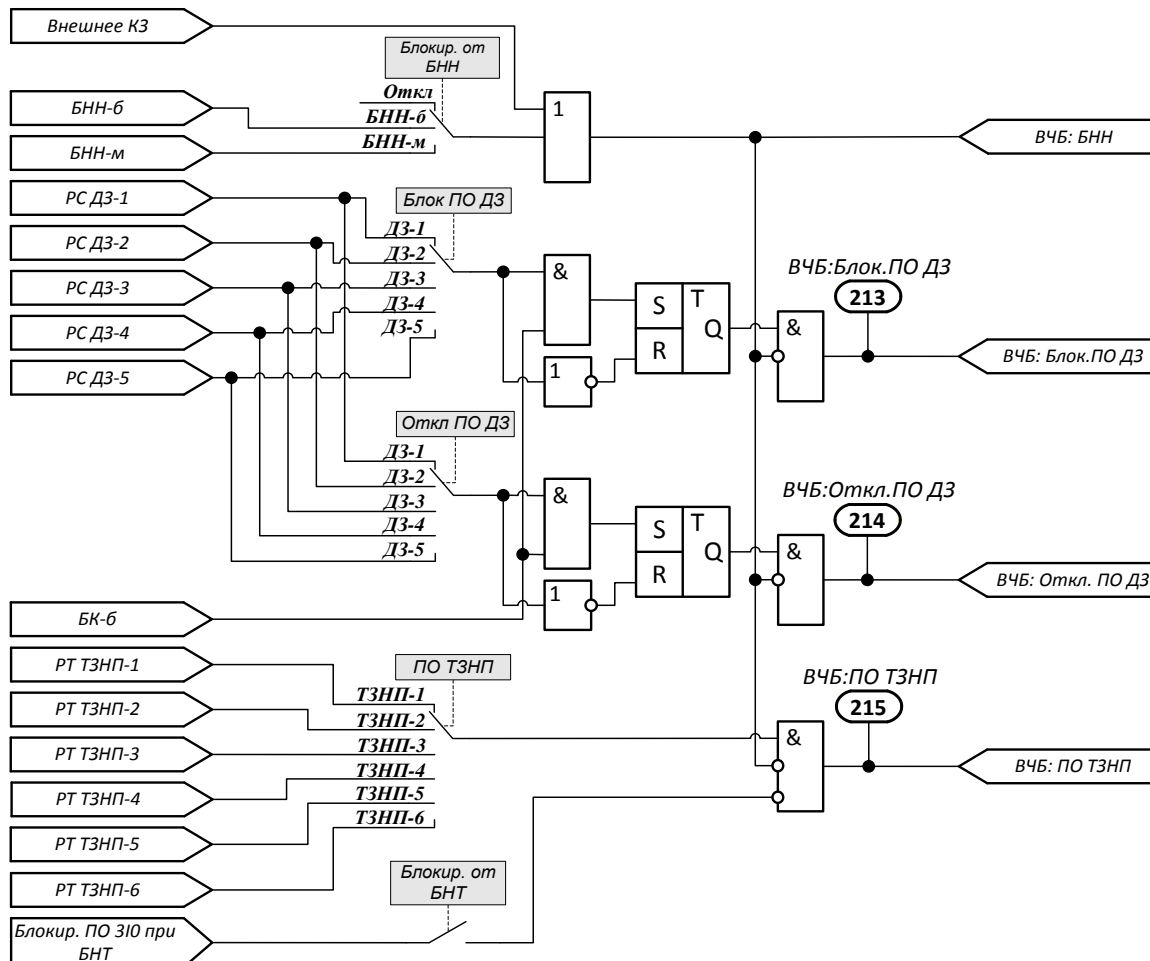 Внешнее КЗ
Блокир. от
БНН
Откл
БНН-б
БНН-м
БНН-б
БНН-м
1
ВЧБ: БНН
РС ДЗ-1
РС ДЗ-2
РС ДЗ-3
РС ДЗ-4
РС ДЗ-5
Блок ПО ДЗ
ДЗ-1
ДЗ-2
ДЗ-3
ДЗ-4
ДЗ-5
&
1
S
R
T
Q
&
ВЧБ:Блок.ПО ДЗ
213
ВЧБ: Блок.ПО ДЗ
Откл ПО ДЗ
ДЗ-1
ДЗ-2
ДЗ-3
ДЗ-4
ДЗ-5
&
1
S
R
T
Q
&
ВЧБ:Откл.ПО ДЗ
214
ВЧБ: Откл. ПО ДЗ
БК-б
РТ ТЗНП-1
РТ ТЗНП-2
РТ ТЗНП-3
РТ ТЗНП-4
РТ ТЗНП-5
РТ ТЗНП-6
ПО ТЗНП
ТЗНП-1
ТЗНП-2
ТЗНП-3
ТЗНП-4
ТЗНП-5
ТЗНП-6
&
ВЧБ:ПО ТЗНП
215
ВЧБ: ПО ТЗНП
Блокир. от
БНТ
Блокир. ПО 3I0 при
БНТ